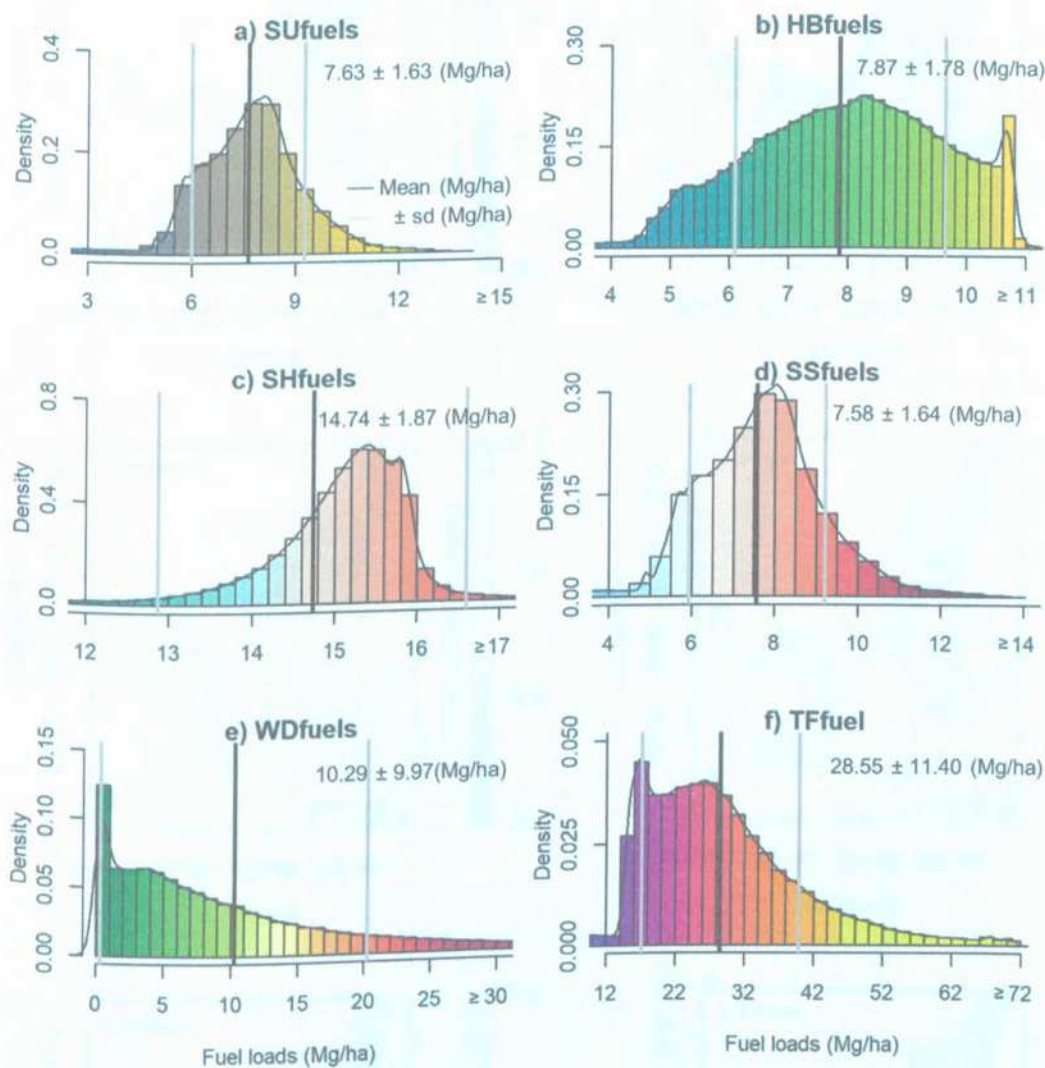 a) SUfuels
7.63 ± 1.63 (Mg/ha)
Density
0.0 0.2 0.4
— Mean (Mg/ha)
± sd (Mg/ha)
3 6 9 12 ≥ 15
b) HBfuels
7.87 ± 1.78 (Mg/ha)
Density
0.00 0.15 0.30
4 5 6 7 8 9 10 ≥ 11
c) SHfuels
14.74 ± 1.87 (Mg/ha)
Density
0.0 0.4 0.8
12 13 14 15 16 ≥ 17
d) SSfuels
7.58 ± 1.64 (Mg/ha)
Density
0.00 0.15 0.30
4 6 8 10 12 ≥ 14
e) WDfuels
10.29 ± 9.97(Mg/ha)
Density
0.00 0.05 0.10 0.15
0 5 10 15 20 25 ≥ 30
Fuel loads (Mg/ha)
f) TFfuel
28.55 ± 11.40 (Mg/ha)
Density
0.000 0.025 0.050
12 22 32 42 52 62 ≥ 72
Fuel loads (Mg/ha)